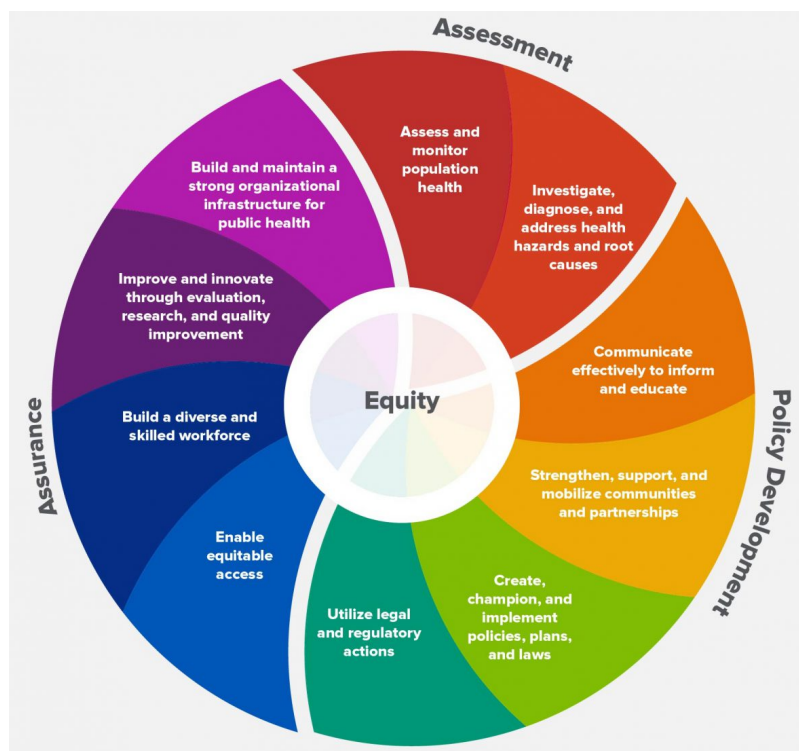 Assessment
Assess and
monitor
population
health
Investigate,
diagnose, and
address health
hazards and root
causes
Policy Development
Communicate
effectively to inform
and educate
Strengthen, support, and
mobilize communities
and partnerships
Create,
champion, and
implement
policies, plans,
and laws
Utilize legal
and regulatory
actions
Assurance
Enable
equitable
access
Build a diverse and
skilled workforce
Improve and innovate
through evaluation,
research, and quality
improvement
Build and maintain a
strong organizational
infrastructure for
public health
Equity